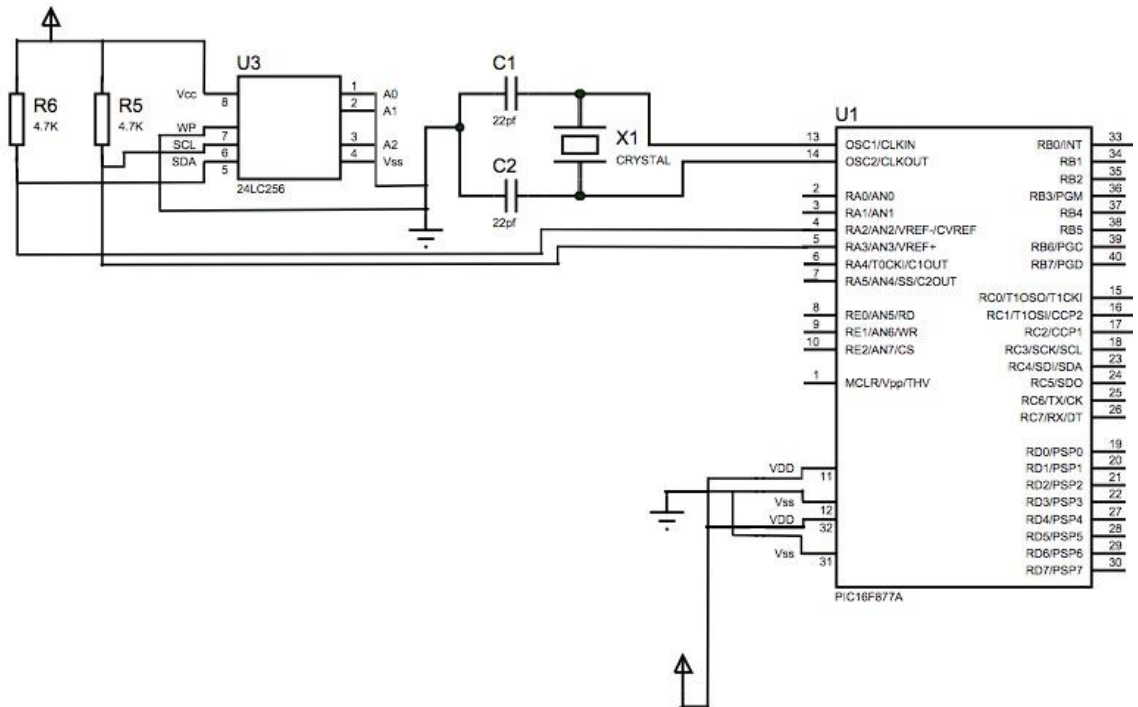 U3
Vcc
8
WP
7
SCL
6
SDA
5
1
A0
2
A1
3
A2
4
Vss
24LC256
R6
4.7K
R5
4.7K
C1
22pf
C2
22pf
X1
CRYSTAL
U1
13 OSC1/CLKIN
14 OSC2/CLKOUT
2 RA0/AN0
3 RA1/AN1
4 RA2/AN2/VREF-/CVREF
5 RA3/AN3/VREF+
6 RA4/T0CKI/C1OUT
7 RA5/AN4/SS/C2OUT
8 RE0/AN5/RD
9 RE1/AN6/WR
10 RE2/AN7/CS
1 MCLR/Vpp/THV
VDD
11
Vss
12
VDD
32
Vss
31
RB0/INT 33
RB1 34
RB2 35
RB3/PGM 36
RB4 37
RB5 38
RB6/PGC 39
RB7/PGD 40
RC0/T1OSO/T1CKI 15
RC1/T1OSI/CCP2 16
RC2/CCP1 17
RC3/SCK/SCL 18
RC4/SDI/SDA 23
RC5/SDO 24
RC6/TX/CK 25
RC7/RX/DT 26
RD0/PSP0 19
RD1/PSP1 20
RD2/PSP2 21
RD3/PSP3 22
RD4/PSP4 27
RD5/PSP5 28
RD6/PSP6 29
RD7/PSP7 30
PIC16F877A